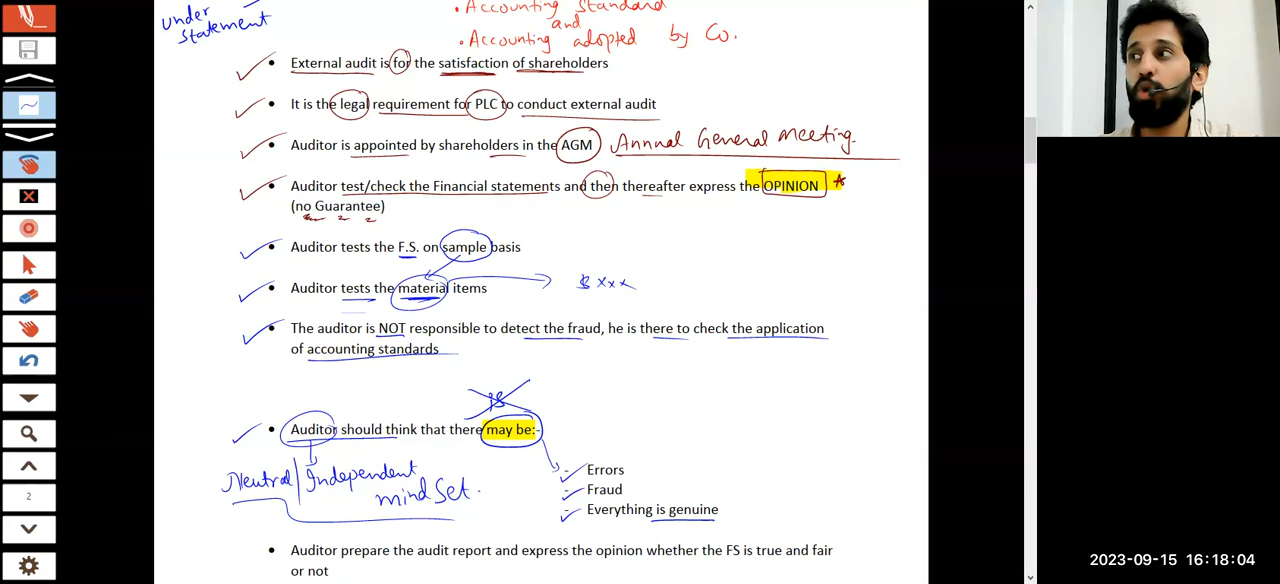 under
statement
• Accounting Standard
and
• Accounting adopted by Co.
• External audit is for the satisfaction of shareholders
• It is the legal requirement for PLC to conduct external audit
• Auditor is appointed by shareholders in the AGM Annual General Meeting.
• Auditor test/check the Financial statements and then thereafter express the OPINION *
(no Guarantee)
• Auditor tests the F.S. on sample basis
• Auditor tests the material items $ xxx
• The auditor is NOT responsible to detect the fraud, he is there to check the application
of accounting standards
is
• Auditor should think that there may be:-
Neutral | Independent
mind Set.
- Errors
- Fraud
- Everything is genuine
• Auditor prepare the audit report and express the opinion whether the FS is true and fair
or not
2
2023-09-15 16:18:04